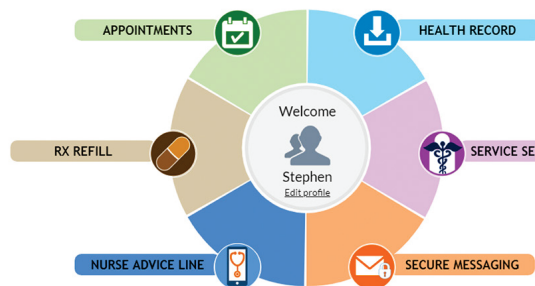 APPOINTMENTS
HEALTH RECORD
Welcome
RX REFILL
SERVICE SE
Stephen
Edit profile
NURSE ADVICE LINE
SECURE MESSAGING